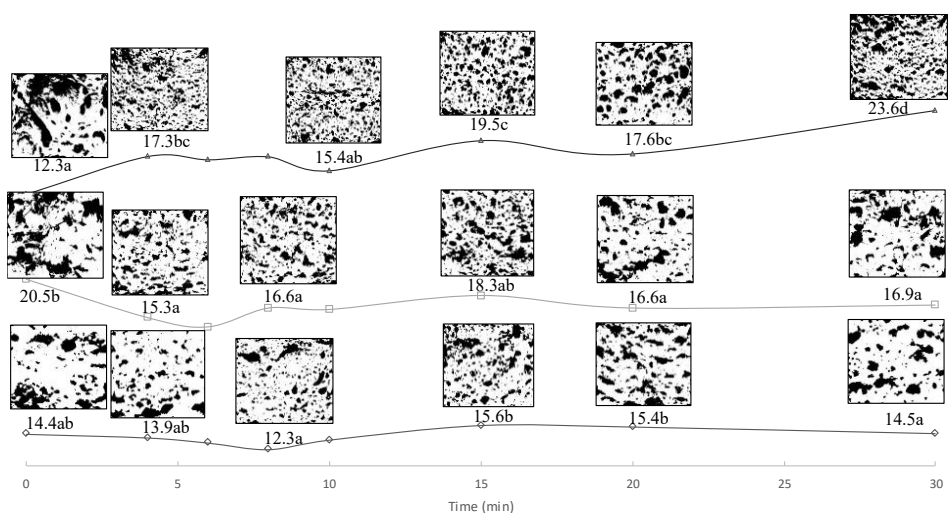 23.6d
19.5c
17.3bc
17.6bc
15.4ab
12.3a
20.5b
15.3a
16.6a
18.3ab
16.6a
16.9a
14.4ab
13.9ab
12.3a
15.6b
15.4b
14.5a
0 5 10 15 20 25 30
Time (min)